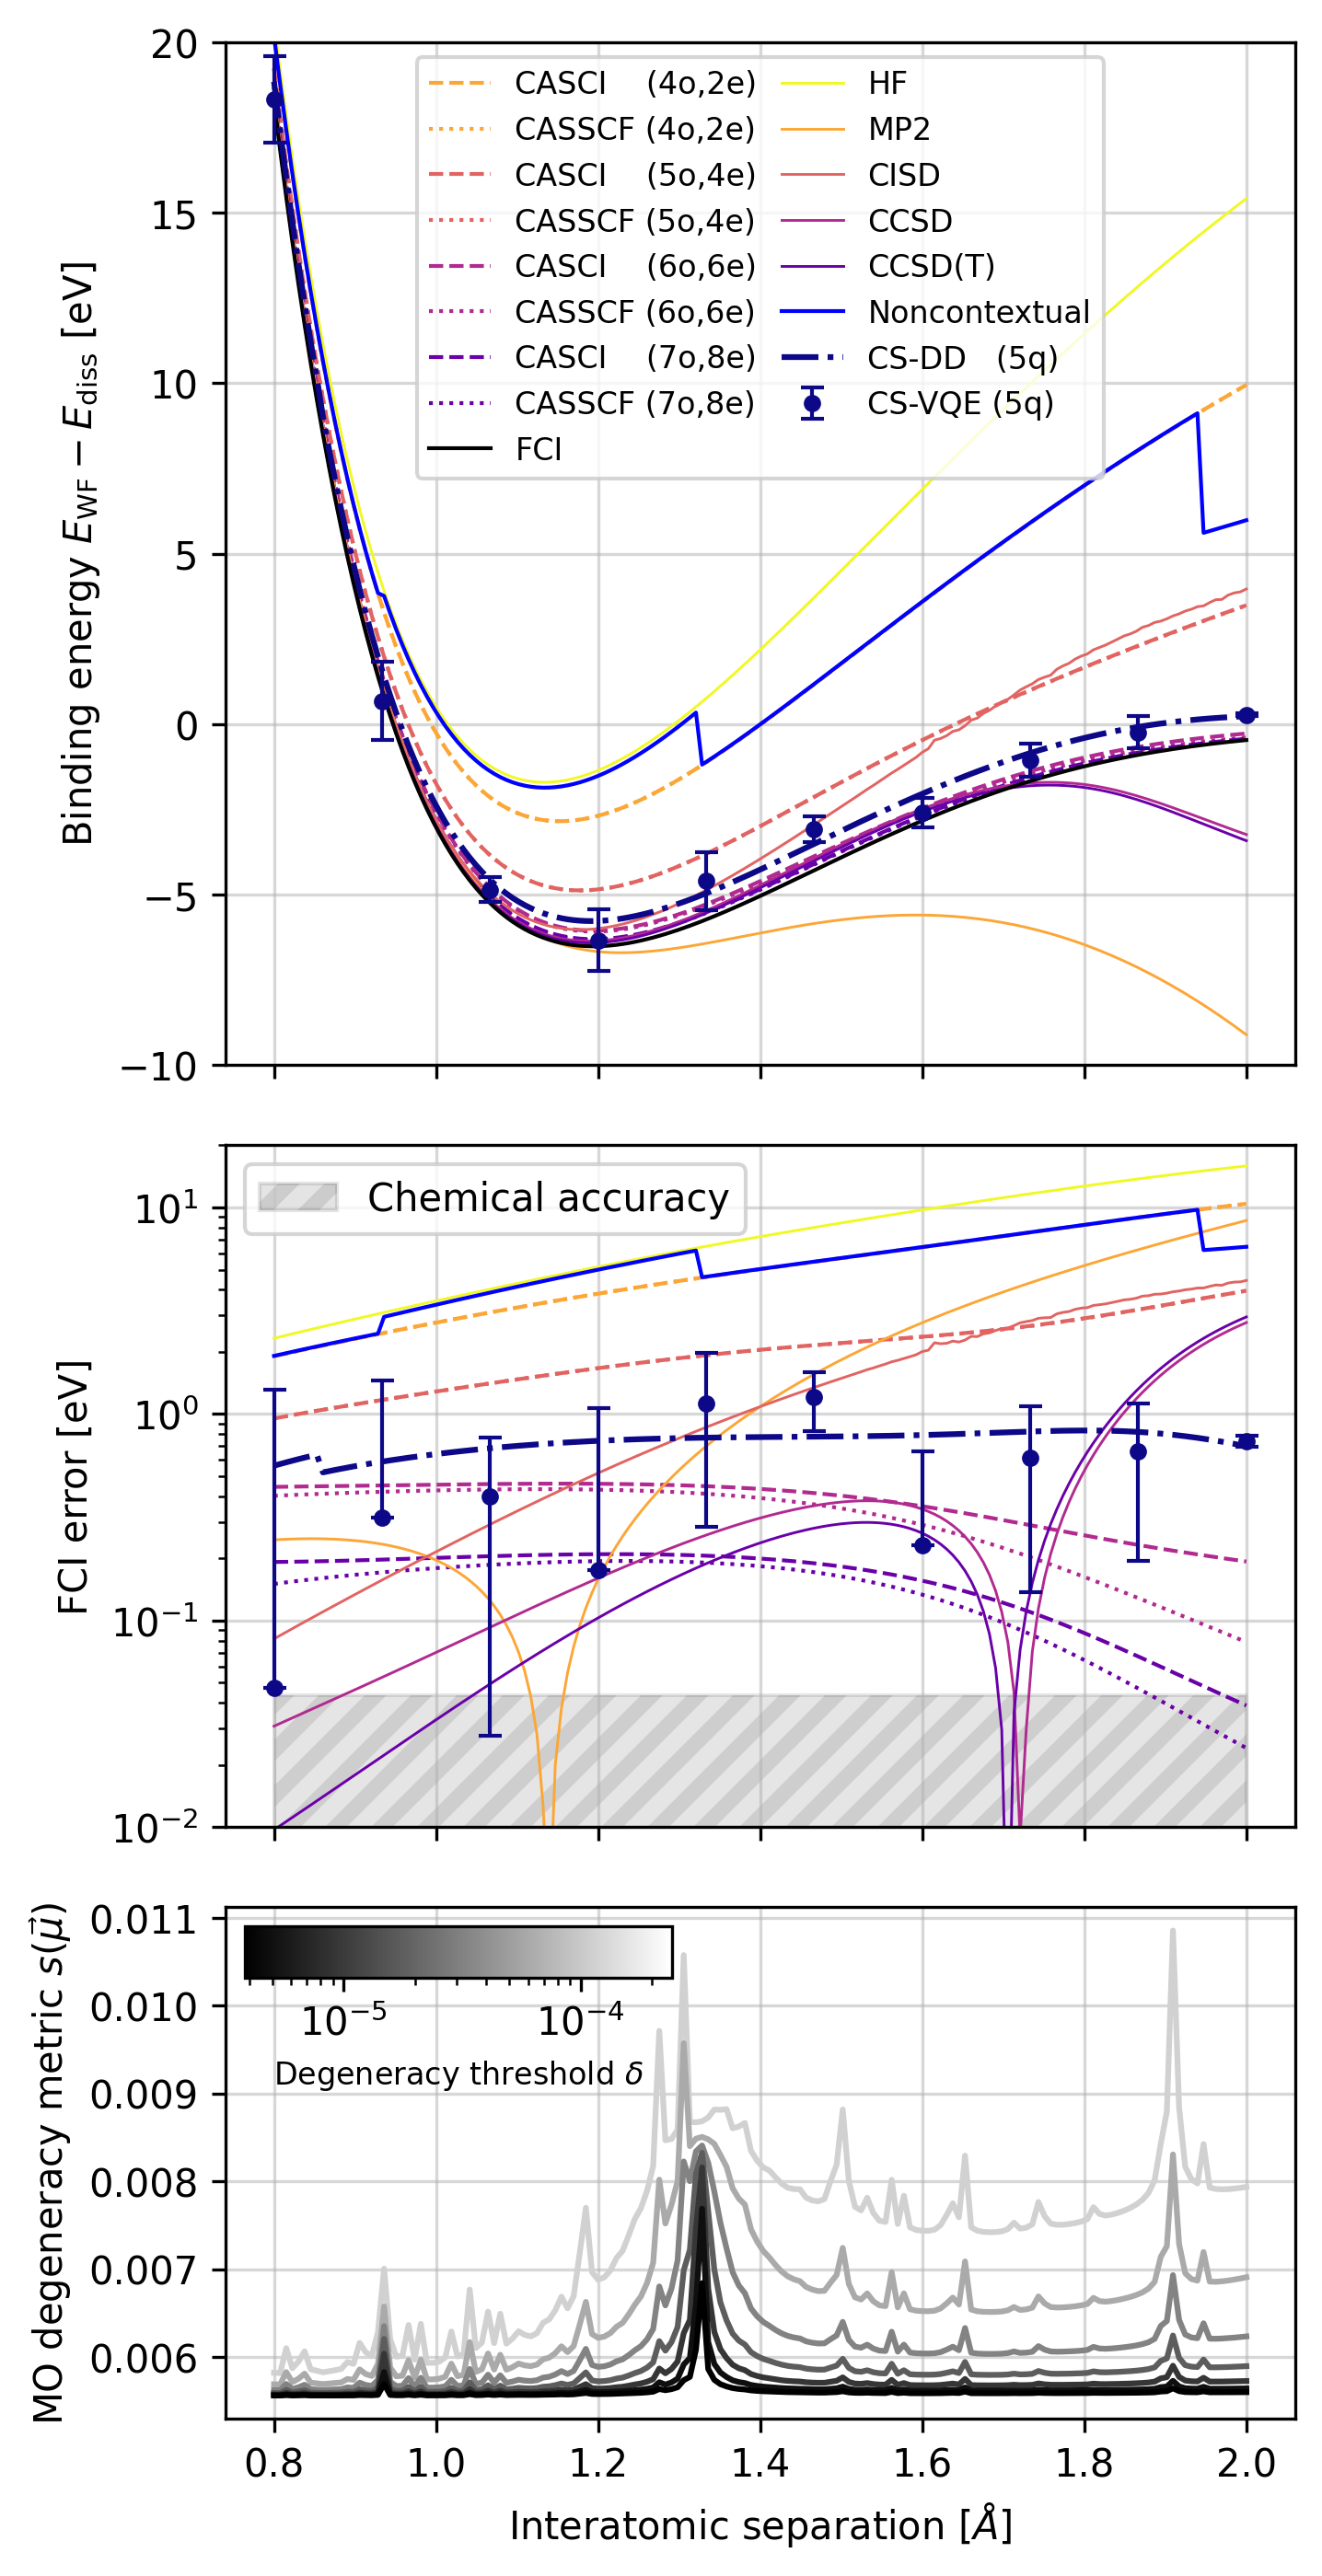 20
15
10
5
0
−5
−10
Binding energy E_WF − E_diss [eV]
CASCI (4o,2e)
CASSCF (4o,2e)
CASCI (5o,4e)
CASSCF (5o,4e)
CASCI (6o,6e)
CASSCF (6o,6e)
CASCI (7o,8e)
CASSCF (7o,8e)
FCI
HF
MP2
CISD
CCSD
CCSD(T)
Noncontextual
CS-DD (5q)
CS-VQE (5q)
10¹
10⁰
10⁻¹
10⁻²
FCI error [eV]
Chemical accuracy
0.011
0.010
0.009
0.008
0.007
0.006
MO degeneracy metric s(μ⃗)
10⁻⁵ 10⁻⁴
Degeneracy threshold δ
0.8 1.0 1.2 1.4 1.6 1.8 2.0
Interatomic separation [Å]